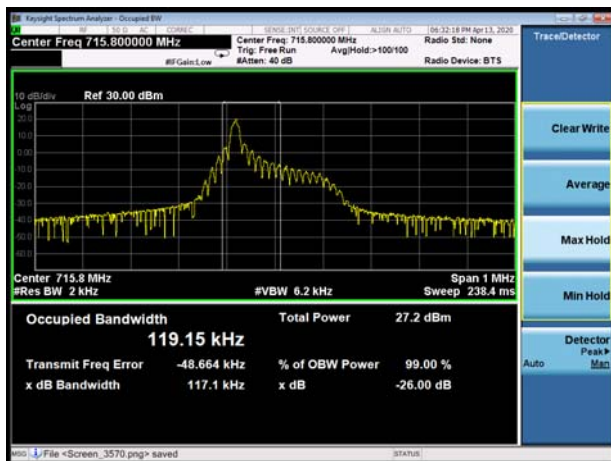 Keysight Spectrum Analyzer - Occupied BW
RF 50 Ω AC CORREC SENSE:INT SOURCE OFF ALIGN AUTO 06:32:18 PM Apr 13, 2020
Center Freq 715.800000 MHz Center Freq: 715.800000 MHz Radio Std: None Trace/Detector
Trig: Free Run Avg|Hold:>100/100
#IFGain:Low #Atten: 40 dB Radio Device: BTS
10 dB/div Ref 30.00 dBm
Log
20.0
10.0
0.00
-10.0
-20.0
-30.0
-40.0
-50.0
-60.0
Clear Write
Average
Max Hold
Min Hold
Center 715.8 MHz Span 1 MHz
#Res BW 2 kHz #VBW 6.2 kHz Sweep 238.4 ms
Occupied Bandwidth Total Power 27.2 dBm
119.15 kHz
Transmit Freq Error -48.664 kHz % of OBW Power 99.00 %
x dB Bandwidth 117.1 kHz x dB -26.00 dB
Detector
Peak▶
Auto Man
MSG File <Screen_3570.png> saved STATUS